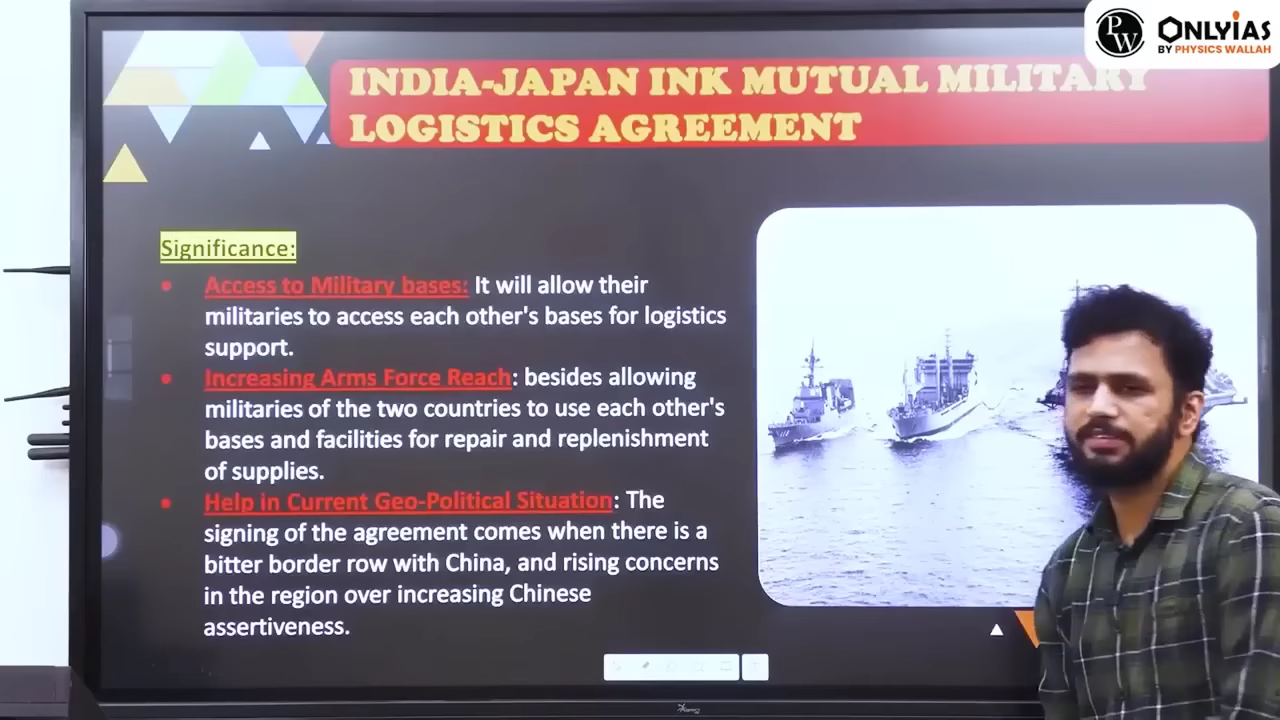 PW
ONLYIAS
BY PHYSICS WALLAH
INDIA-JAPAN INK MUTUAL MILITARY
LOGISTICS AGREEMENT
Significance:
• Access to Military bases: It will allow their
militaries to access each other's bases for logistics
support.
• Increasing Arms Force Reach: besides allowing
militaries of the two countries to use each other's
bases and facilities for repair and replenishment
of supplies.
• Help in Current Geo-Political Situation: The
signing of the agreement comes when there is a
bitter border row with China, and rising concerns
in the region over increasing Chinese
assertiveness.